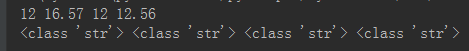 12 16.57 12 12.56
<class 'str'> <class 'str'> <class 'str'> <class 'str'>